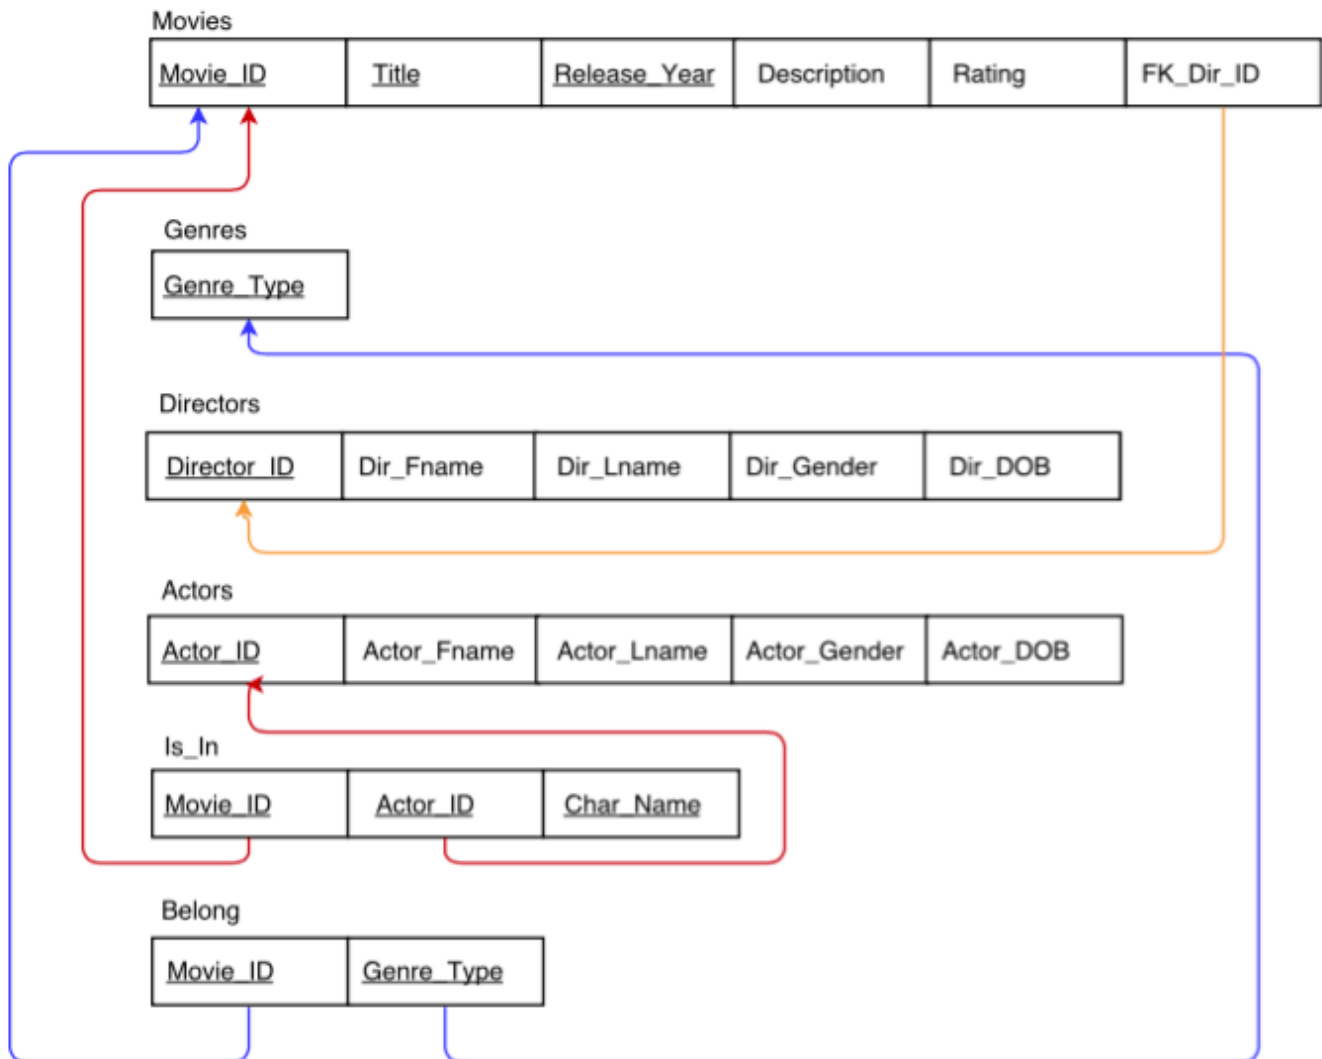 Movies
Movie_ID Title Release_Year Description Rating FK_Dir_ID
Genres
Genre_Type
Directors
Director_ID Dir_Fname Dir_Lname Dir_Gender Dir_DOB
Actors
Actor_ID Actor_Fname Actor_Lname Actor_Gender Actor_DOB
Is_In
Movie_ID Actor_ID Char_Name
Belong
Movie_ID Genre_Type